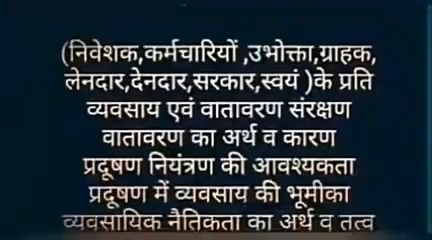 (निवेशक,कर्मचारियों ,उभोक्ता,ग्राहक,
लेनदार,देनदार,सरकार,स्वयं )के प्रति
व्यवसाय एवं वातावरण संरक्षण
वातावरण का अर्थ व कारण
प्रदूषण नियंत्रण की आवश्यकता
प्रदूषण में व्यवसाय की भूमीका
व्यवसायिक नैतिकता का अर्थ व तत्व